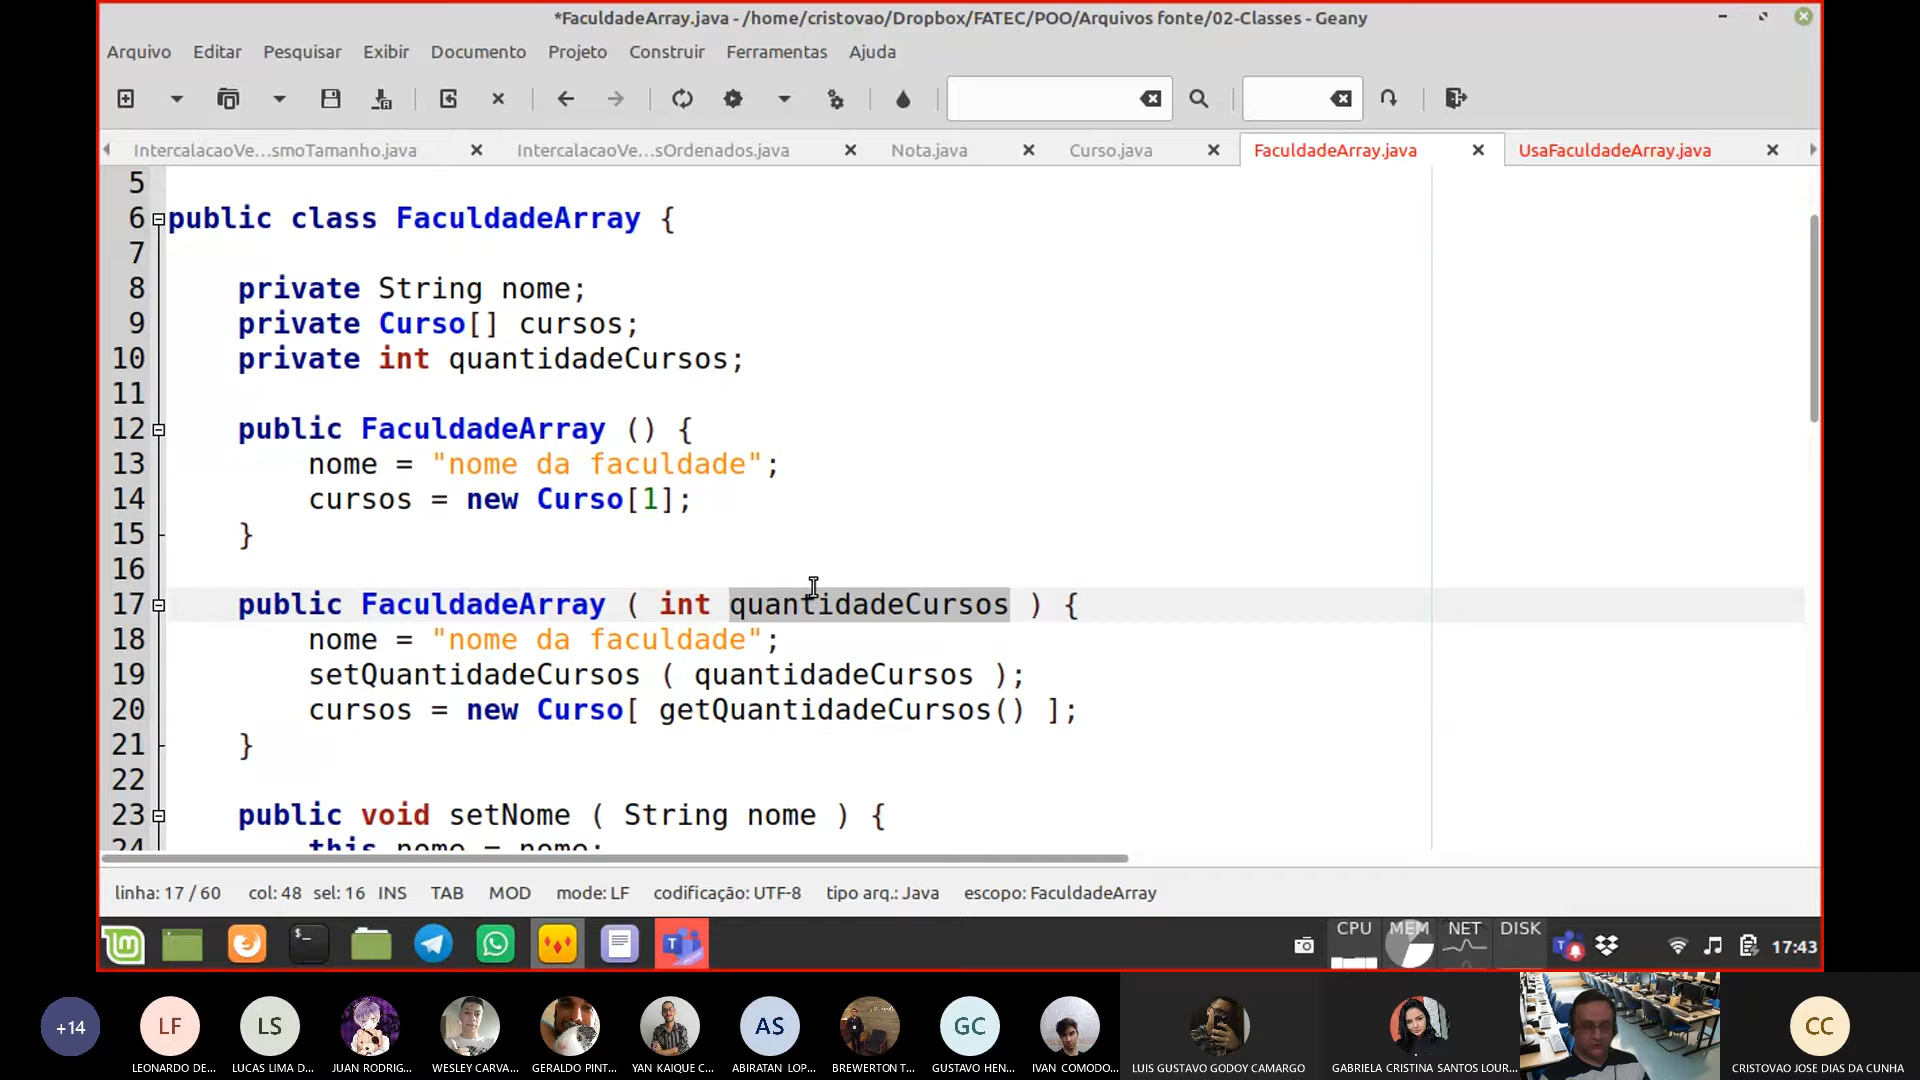 *FaculdadeArray.java - /home/cristovao/Dropbox/FATEC/POO/Arquivos fonte/02-Classes - Geany
Arquivo Editar Pesquisar Exibir Documento Projeto Construir Ferramentas Ajuda
IntercalacaoVe...smoTamanho.java IntercalacaoVe...sOrdenados.java Nota.java Curso.java FaculdadeArray.java UsaFaculdadeArray.java
5
6 public class FaculdadeArray {
7
8 private String nome;
9 private Curso[] cursos;
10 private int quantidadeCursos;
11
12 public FaculdadeArray () {
13 nome = "nome da faculdade";
14 cursos = new Curso[1];
15 }
16
17 public FaculdadeArray ( int quantidadeCursos ) {
18 nome = "nome da faculdade";
19 setQuantidadeCursos ( quantidadeCursos );
20 cursos = new Curso[ getQuantidadeCursos() ];
21 }
22
23 public void setNome ( String nome ) {
24 this nome = nome;
linha: 17 / 60 col: 48 sel: 16 INS TAB MOD mode: LF codificação: UTF-8 tipo arq.: Java escopo: FaculdadeArray
CPU MEM NET DISK 17:43
+14 LF LS AS GC CC
LEONARDO DE... LUCAS LIMA D... JUAN RODRIG... WESLEY CARVA... GERALDO PINT... YAN KAIQUE C... ABIRATAN LOP... BREWERTON T... GUSTAVO HEN... IVAN COMODO... LUIS GUSTAVO GODOY CAMARGO GABRIELA CRISTINA SANTOS LOUR... CRISTOVAO JOSE DIAS DA CUNHA